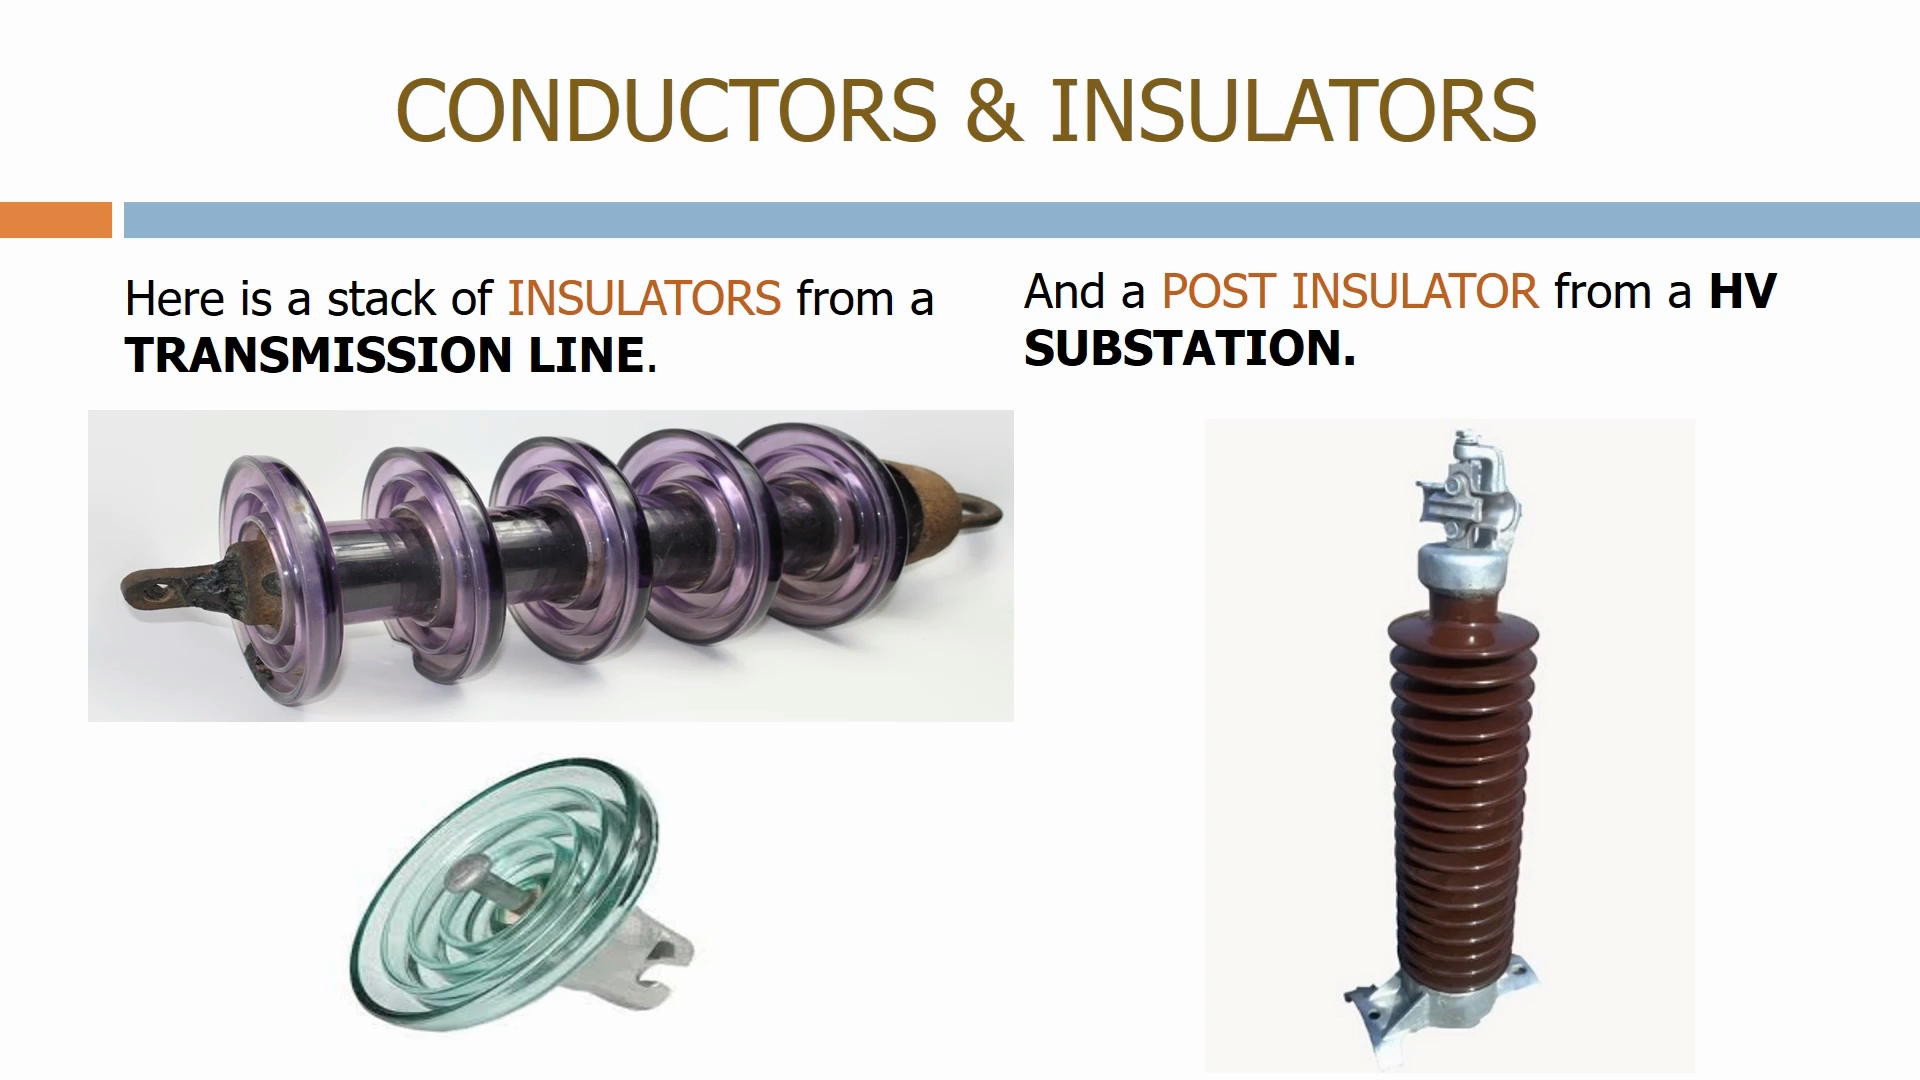 CONDUCTORS & INSULATORS
Here is a stack of INSULATORS from a
TRANSMISSION LINE.
And a POST INSULATOR from a HV
SUBSTATION.